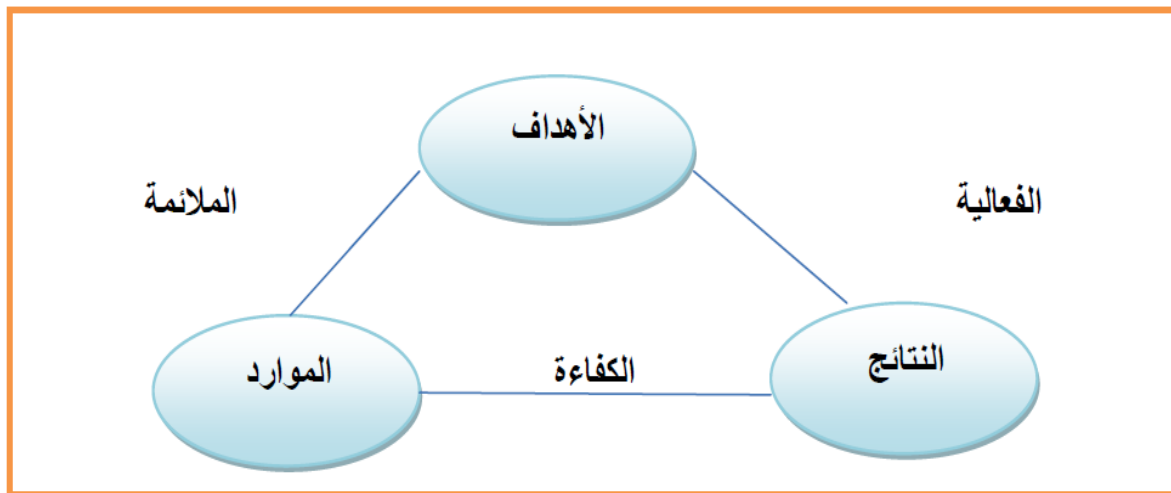 الأهداف
الفعالية
الملائمة
النتائج
الكفاءة
الموارد